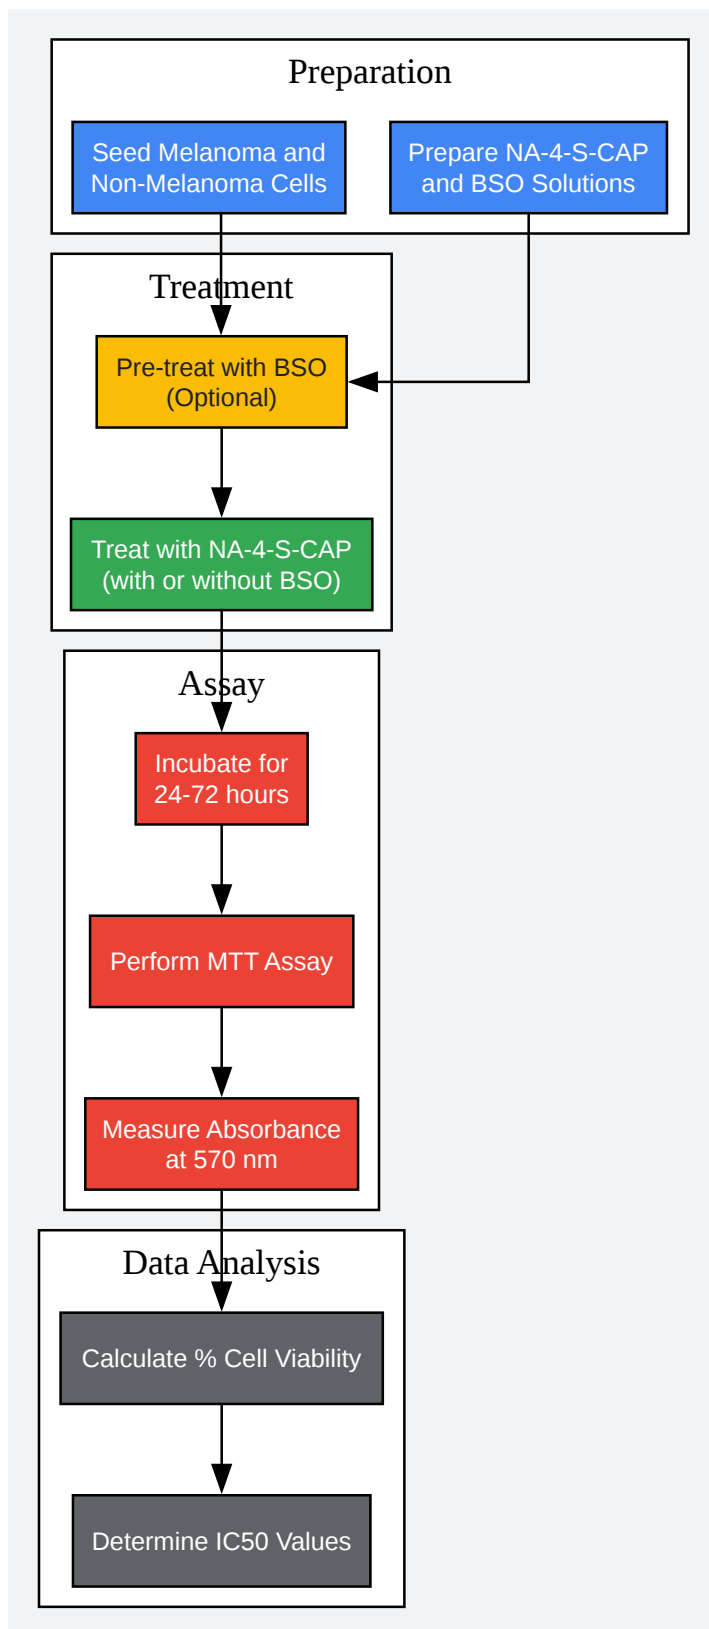 Preparation
Seed Melanoma and
Non-Melanoma Cells
Prepare NA-4-S-CAP
and BSO Solutions
Treatment
Pre-treat with BSO
(Optional)
Treat with NA-4-S-CAP
(with or without BSO)
Assay
Incubate for
24-72 hours
Perform MTT Assay
Measure Absorbance
at 570 nm
Data Analysis
Calculate % Cell Viability
Determine IC50 Values